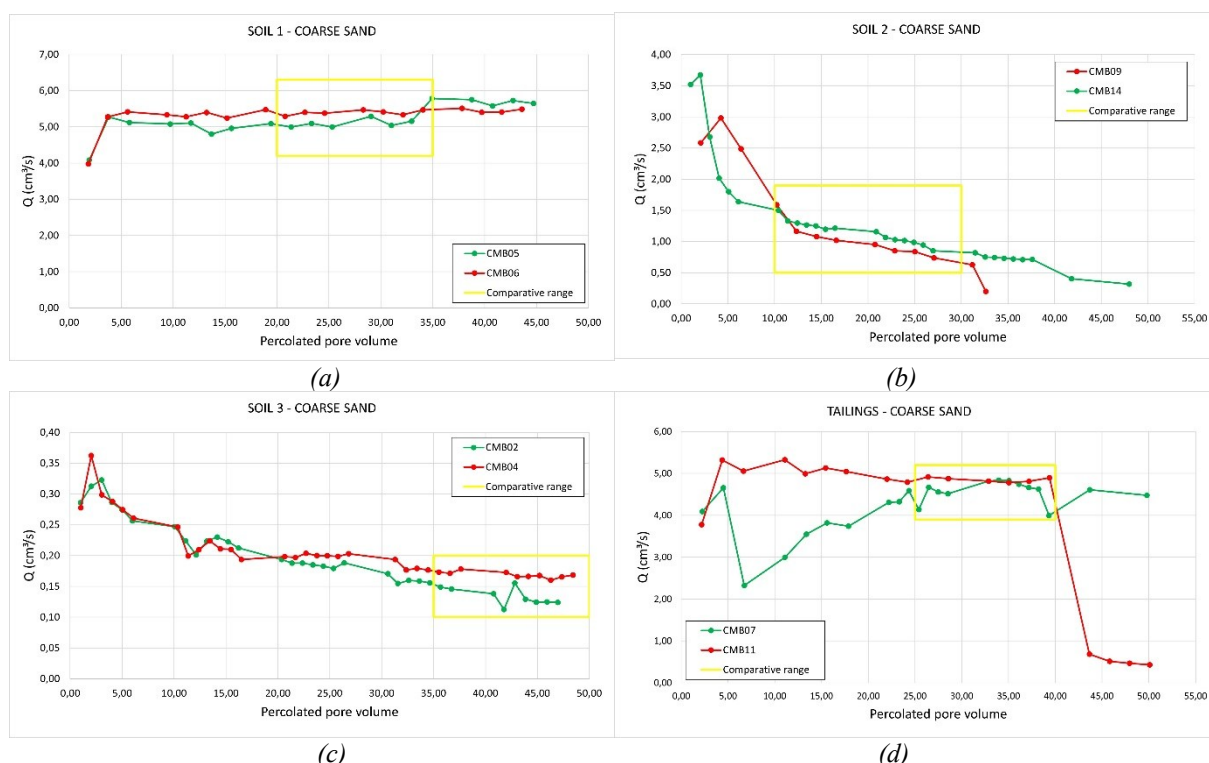 SOIL 1 - COARSE SAND
7,00
6,00
5,00
4,00
3,00
2,00
1,00
0,00
Q (cm³/s)
CMB05
CMB06
Comparative range
0,00 5,00 10,00 15,00 20,00 25,00 30,00 35,00 40,00 45,00 50,00
Percolated pore volume
(a)
SOIL 2 - COARSE SAND
4,00
3,50
3,00
2,50
2,00
1,50
1,00
0,50
0,00
Q (cm³/s)
CMB09
CMB14
Comparative range
0,00 5,00 10,00 15,00 20,00 25,00 30,00 35,00 40,00 45,00 50,00 55,00
Percolated pore volume
(b)
SOIL 3 - COARSE SAND
0,40
0,35
0,30
0,25
0,20
0,15
0,10
0,05
0,00
Q (cm³/s)
CMB02
CMB04
Comparative range
0,00 5,00 10,00 15,00 20,00 25,00 30,00 35,00 40,00 45,00 50,00
Percolated pore volume
(c)
TAILINGS - COARSE SAND
6,00
5,00
4,00
3,00
2,00
1,00
0,00
Q (cm³/s)
CMB07
CMB11
Comparative range
0,00 5,00 10,00 15,00 20,00 25,00 30,00 35,00 40,00 45,00 50,00 55,00
Percolated pore volume
(d)